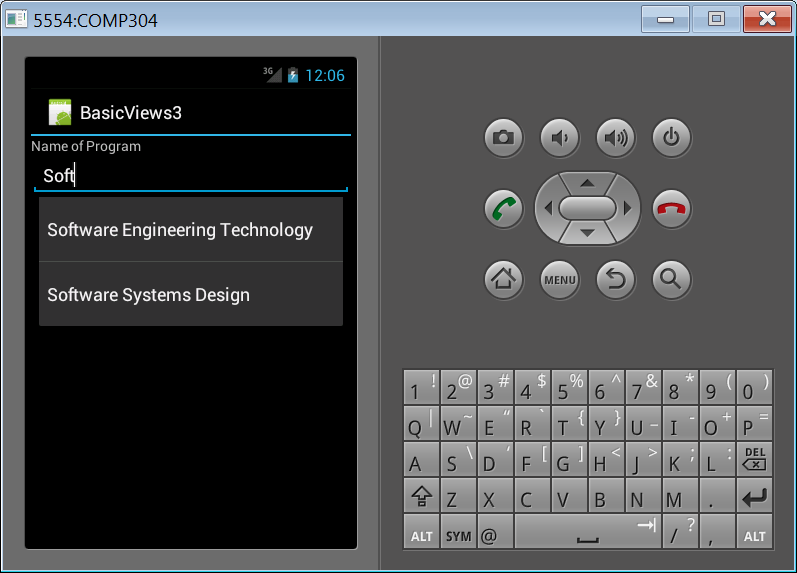 5554:COMP304
3G 12:06
BasicViews3
Name of Program
Soft
Software Engineering Technology
Software Systems Design
MENU
1 ! 2 @ 3 # 4 $ 5 % 6 ^ 7 & 8 * 9 ( 0 )
Q | W ~ E “ R ` T { Y } U _ I - O + P =
A S \ D ‘ F [ G ] H < J > K ; L : DEL
Z X C V B N M .
ALT SYM @ / ? , ALT